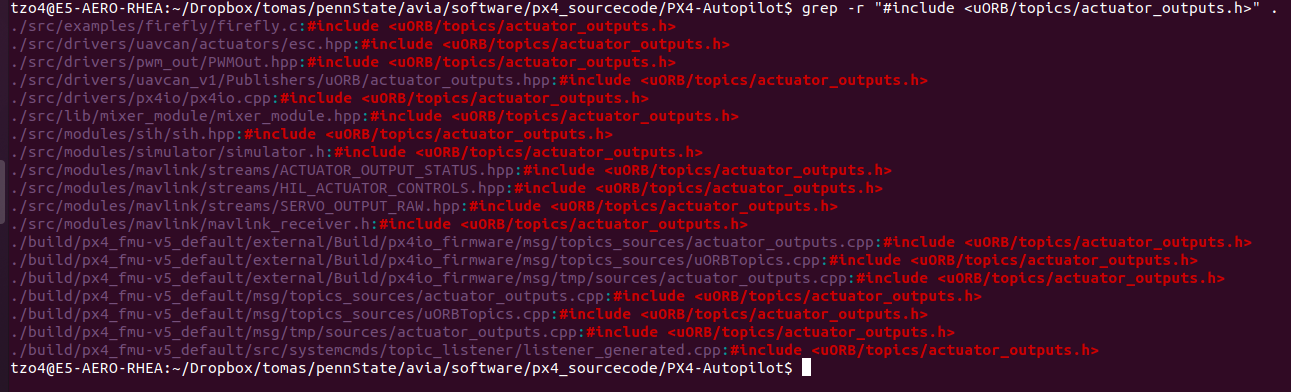 tzo4@E5-AERO-RHEA:~/Dropbox/tomas/pennState/avia/software/px4_sourcecode/PX4-Autopilot$ grep -r "#include <uORB/topics/actuator_outputs.h>" .
./src/examples/firefly/firefly.c:#include <uORB/topics/actuator_outputs.h>
./src/drivers/uavcan/actuators/esc.hpp:#include <uORB/topics/actuator_outputs.h>
./src/drivers/pwm_out/PWMOut.hpp:#include <uORB/topics/actuator_outputs.h>
./src/drivers/uavcan_v1/Publishers/uORB/actuator_outputs.hpp:#include <uORB/topics/actuator_outputs.h>
./src/drivers/px4io/px4io.cpp:#include <uORB/topics/actuator_outputs.h>
./src/lib/mixer_module/mixer_module.hpp:#include <uORB/topics/actuator_outputs.h>
./src/modules/sih/sih.hpp:#include <uORB/topics/actuator_outputs.h>
./src/modules/simulator/simulator.h:#include <uORB/topics/actuator_outputs.h>
./src/modules/mavlink/streams/ACTUATOR_OUTPUT_STATUS.hpp:#include <uORB/topics/actuator_outputs.h>
./src/modules/mavlink/streams/HIL_ACTUATOR_CONTROLS.hpp:#include <uORB/topics/actuator_outputs.h>
./src/modules/mavlink/streams/SERVO_OUTPUT_RAW.hpp:#include <uORB/topics/actuator_outputs.h>
./src/modules/mavlink/mavlink_receiver.h:#include <uORB/topics/actuator_outputs.h>
./build/px4_fmu-v5_default/external/Build/px4io_firmware/msg/topics_sources/actuator_outputs.cpp:#include <uORB/topics/actuator_outputs.h>
./build/px4_fmu-v5_default/external/Build/px4io_firmware/msg/topics_sources/uORBTopics.cpp:#include <uORB/topics/actuator_outputs.h>
./build/px4_fmu-v5_default/external/Build/px4io_firmware/msg/tmp/sources/actuator_outputs.cpp:#include <uORB/topics/actuator_outputs.h>
./build/px4_fmu-v5_default/msg/topics_sources/actuator_outputs.cpp:#include <uORB/topics/actuator_outputs.h>
./build/px4_fmu-v5_default/msg/topics_sources/uORBTopics.cpp:#include <uORB/topics/actuator_outputs.h>
./build/px4_fmu-v5_default/msg/tmp/sources/actuator_outputs.cpp:#include <uORB/topics/actuator_outputs.h>
./build/px4_fmu-v5_default/src/systemcmds/topic_listener/listener_generated.cpp:#include <uORB/topics/actuator_outputs.h>
tzo4@E5-AERO-RHEA:~/Dropbox/tomas/pennState/avia/software/px4_sourcecode/PX4-Autopilot$